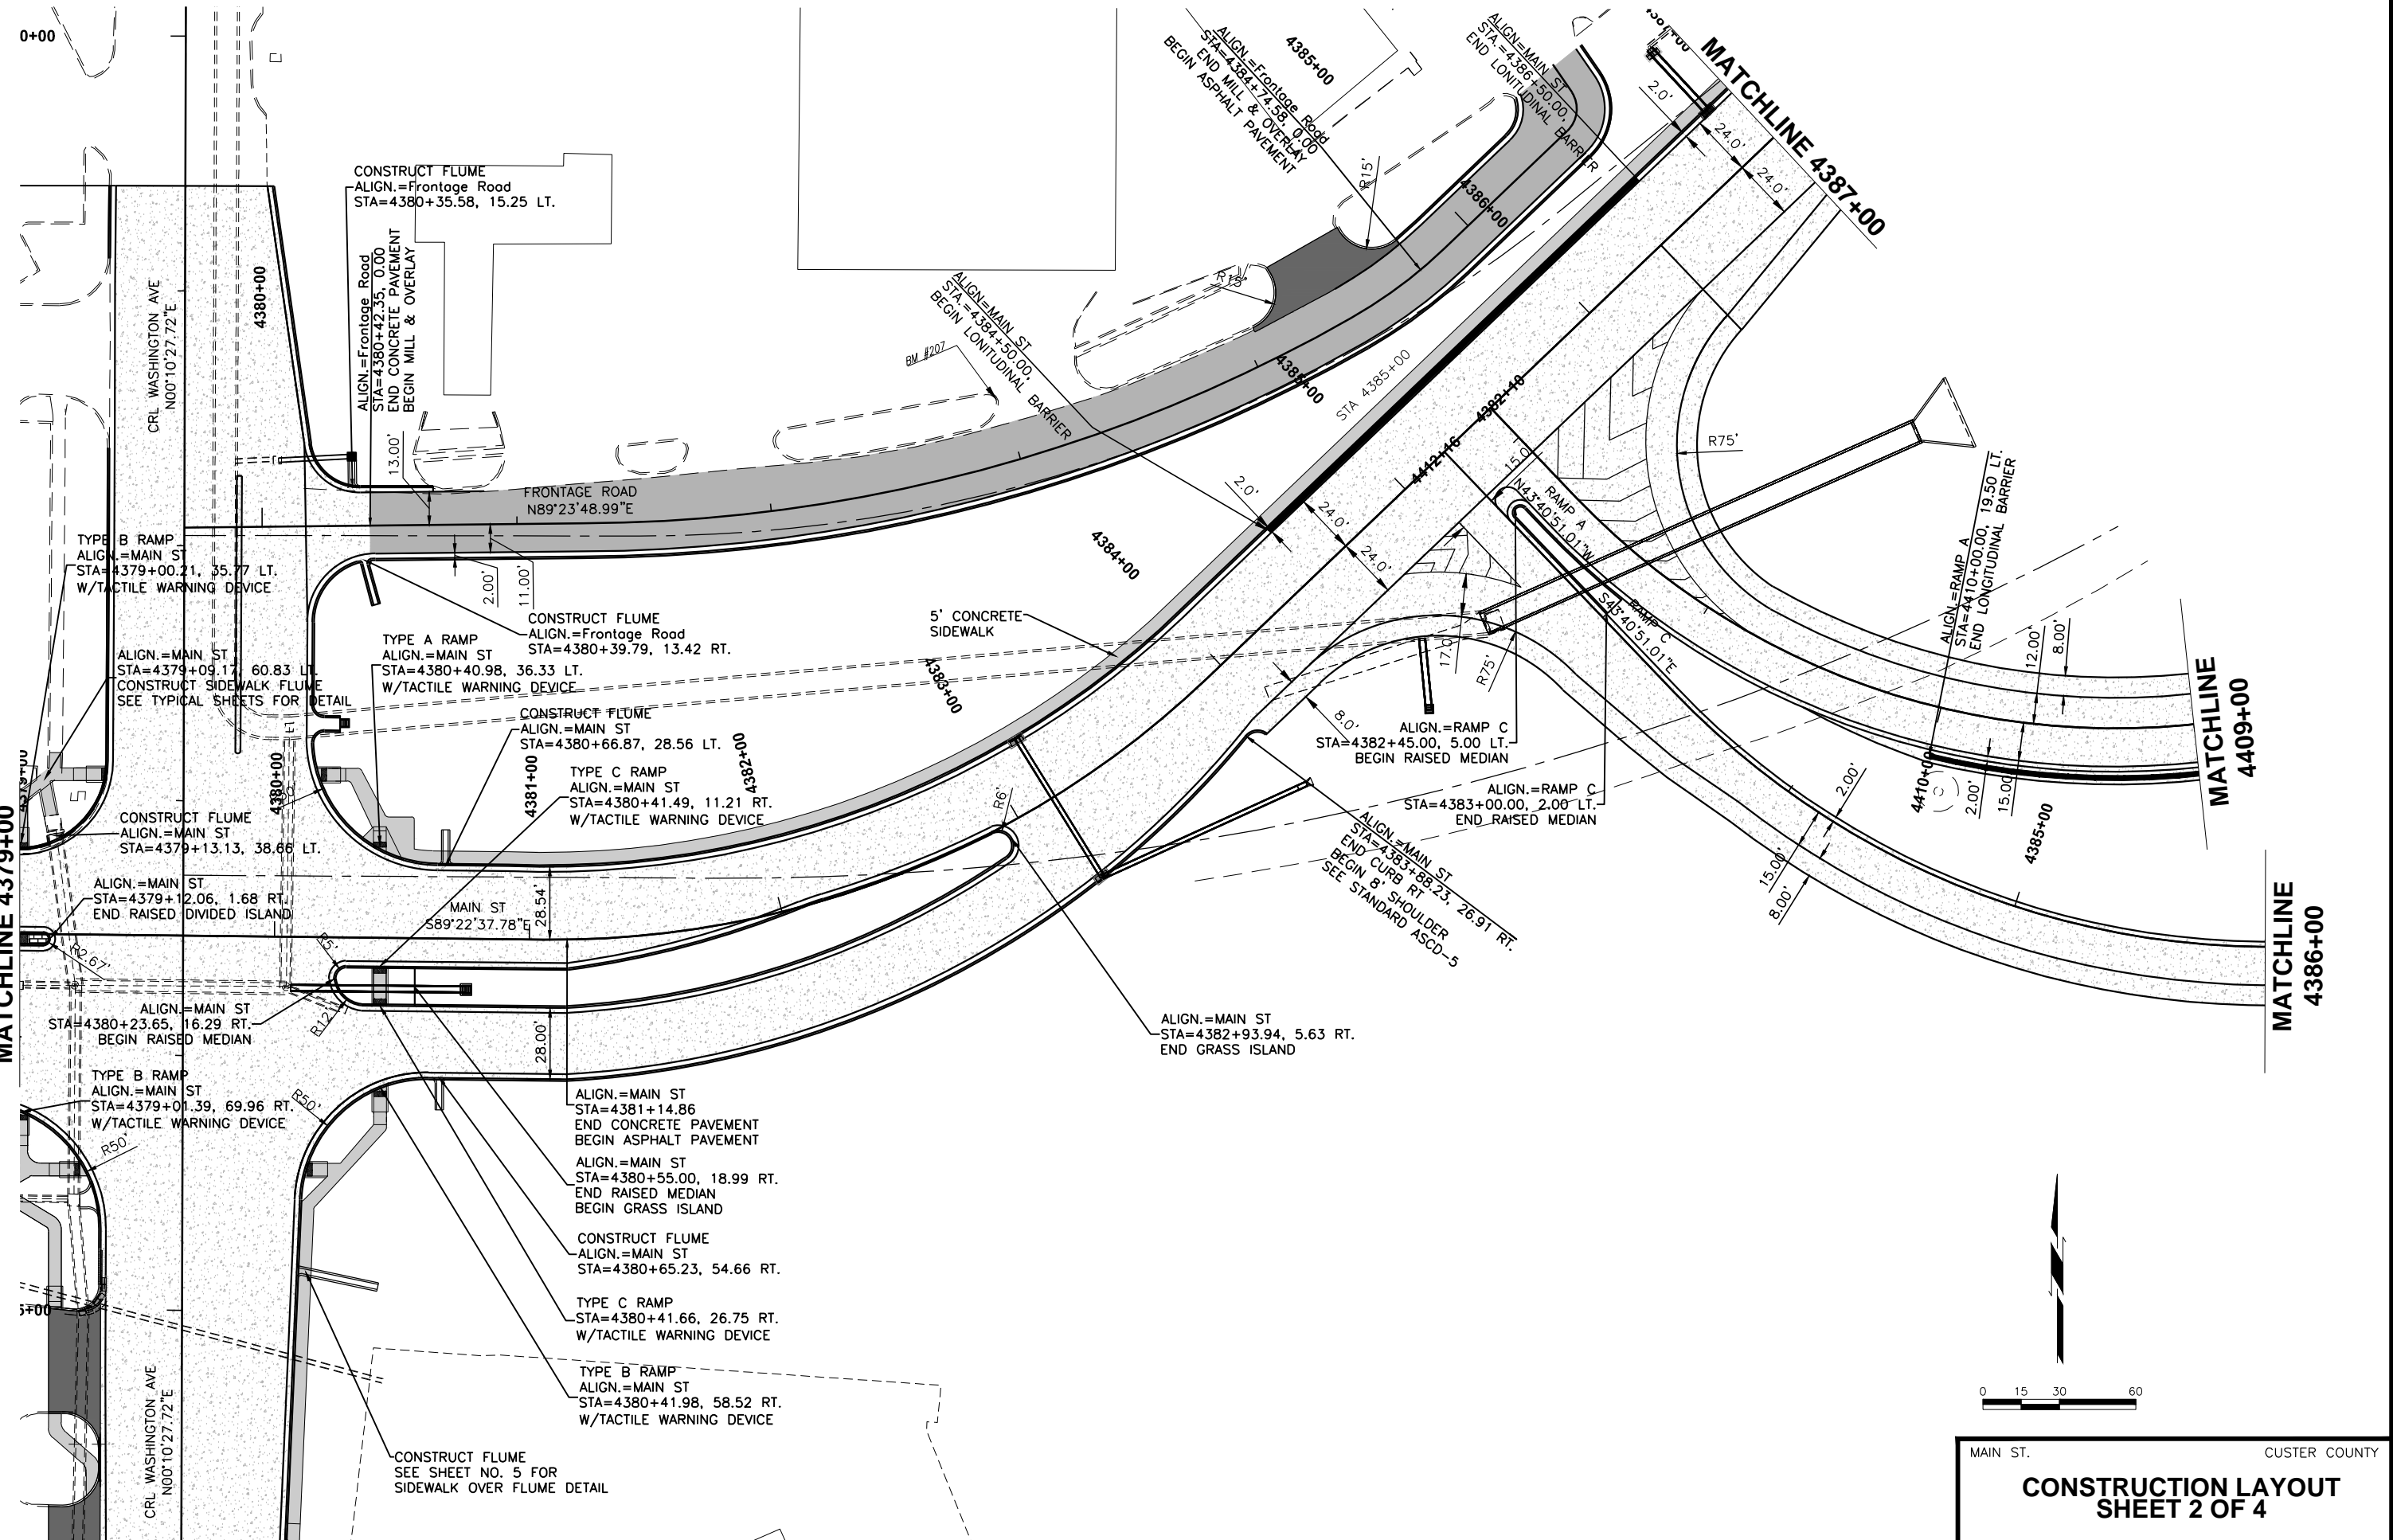 0+00
CRL WASHINGTON AVE
N00°10'27.72"E
4380+00
CONSTRUCT FLUME
ALIGN.=Frontage Road
STA=4380+35.58, 15.25 LT.
ALIGN.=Frontage Road
STA=4380+42.35, 0.00
END CONCRETE PAVEMENT
BEGIN MILL & OVERLAY
13.00'
FRONTAGE ROAD
N89°23'48.99"E
2.00'
11.00'
BM #207
ALIGN=MAIN ST
STA.=4384+50.00,
BEGIN LONITUDINAL BARRIER
ALIGN.=Frontage Road
STA=4384+74.58, 0.00
END MILL & OVERLAY
BEGIN ASPHALT PAVEMENT
4385+00
ALIGN=MAIN ST
STA.=4386+50.00,
END LONITUDINAL BARRIER
R15'
R15'
4386+00
4385+00
STA 4385+00
2.0'
24.0'
24.0'
MATCHLINE 4387+00
4382+10
4412+16
15.0'
R75'
N43°40'51.01"W
RAMP A
RAMP C
S43°40'51.01"E
2.0'
24.0'
24.0'
4384+00
4383+00
5' CONCRETE
SIDEWALK
17.0'
R75'
8.0'
ALIGN.=RAMP A
STA=4410+00.00, 19.50 LT.
END LONGITUDINAL BARRIER
12.00'
8.00'
MATCHLINE
4409+00
4410+00
2.00'
15.00'
4385+00
2.00'
15.00'
8.00'
MATCHLINE
4386+00
TYPE B RAMP
ALIGN.=MAIN ST
STA=4379+00.21, 35.77 LT.
W/TACTILE WARNING DEVICE
ALIGN.=MAIN ST
STA=4379+09.17, 60.83 LT.
CONSTRUCT SIDEWALK FLUME
SEE TYPICAL SHEETS FOR DETAIL
CONSTRUCT FLUME
ALIGN.=Frontage Road
STA=4380+39.79, 13.42 RT.
TYPE A RAMP
ALIGN.=MAIN ST
STA=4380+40.98, 36.33 LT.
W/TACTILE WARNING DEVICE
CONSTRUCT FLUME
ALIGN.=MAIN ST
STA=4380+66.87, 28.56 LT.
TYPE C RAMP
ALIGN.=MAIN ST
STA=4380+41.49, 11.21 RT.
W/TACTILE WARNING DEVICE
4380+00
4381+00
4382+00
CONSTRUCT FLUME
ALIGN.=MAIN ST
STA=4379+13.13, 38.66 LT.
ALIGN.=MAIN ST
STA=4379+12.06, 1.68 RT.
END RAISED DIVIDED ISLAND
R2.67'
MATCHLINE 4379+00
MAIN ST
S89°22'37.78"E
28.54'
R5'
R12'
R6'
28.00'
ALIGN.=MAIN ST
STA=4380+23.65, 16.29 RT.
BEGIN RAISED MEDIAN
TYPE B RAMP
ALIGN.=MAIN ST
STA=4379+01.39, 69.96 RT.
W/TACTILE WARNING DEVICE
R50'
R50'
ALIGN.=RAMP C
STA=4382+45.00, 5.00 LT.
BEGIN RAISED MEDIAN
ALIGN.=RAMP C
STA=4383+00.00, 2.00 LT.
END RAISED MEDIAN
ALIGN.=MAIN ST
STA=4383+88.23, 26.91 RT.
END CURB RT
BEGIN 8' SHOULDER
SEE STANDARD ASCD-5
ALIGN.=MAIN ST
STA=4382+93.94, 5.63 RT.
END GRASS ISLAND
ALIGN.=MAIN ST
STA=4381+14.86
END CONCRETE PAVEMENT
BEGIN ASPHALT PAVEMENT
ALIGN.=MAIN ST
STA=4380+55.00, 18.99 RT.
END RAISED MEDIAN
BEGIN GRASS ISLAND
CONSTRUCT FLUME
ALIGN.=MAIN ST
STA=4380+65.23, 54.66 RT.
TYPE C RAMP
STA=4380+41.66, 26.75 RT.
W/TACTILE WARNING DEVICE
TYPE B RAMP
ALIGN.=MAIN ST
STA=4380+41.98, 58.52 RT.
W/TACTILE WARNING DEVICE
CONSTRUCT FLUME
SEE SHEET NO. 5 FOR
SIDEWALK OVER FLUME DETAIL
CRL WASHINGTON AVE
N00°10'27.72"E
0 15 30 60
MAIN ST. CUSTER COUNTY
CONSTRUCTION LAYOUT
SHEET 2 OF 4